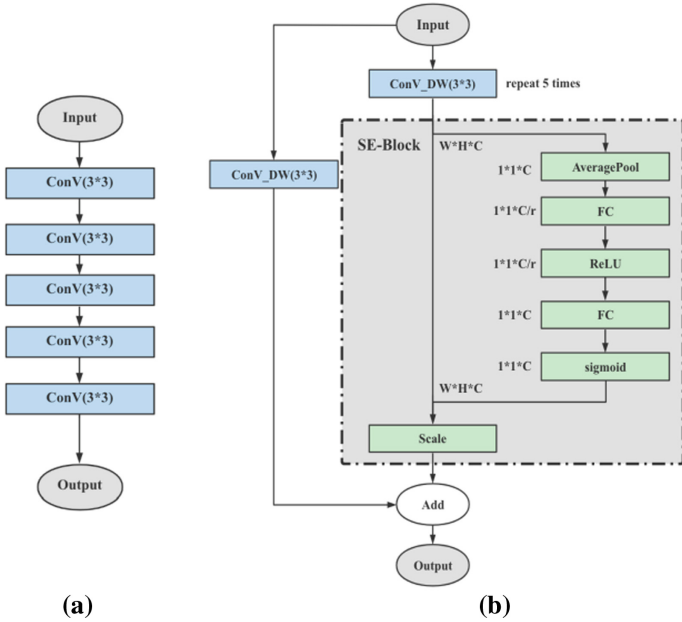 Input
ConV(3*3)
ConV(3*3)
ConV(3*3)
ConV(3*3)
ConV(3*3)
Output
(a)
Input
ConV_DW(3*3) repeat 5 times
ConV_DW(3*3)
SE-Block
W*H*C
1*1*C AveragePool
1*1*C/r FC
1*1*C/r ReLU
1*1*C FC
1*1*C sigmoid
W*H*C
Scale
Add
Output
(b)